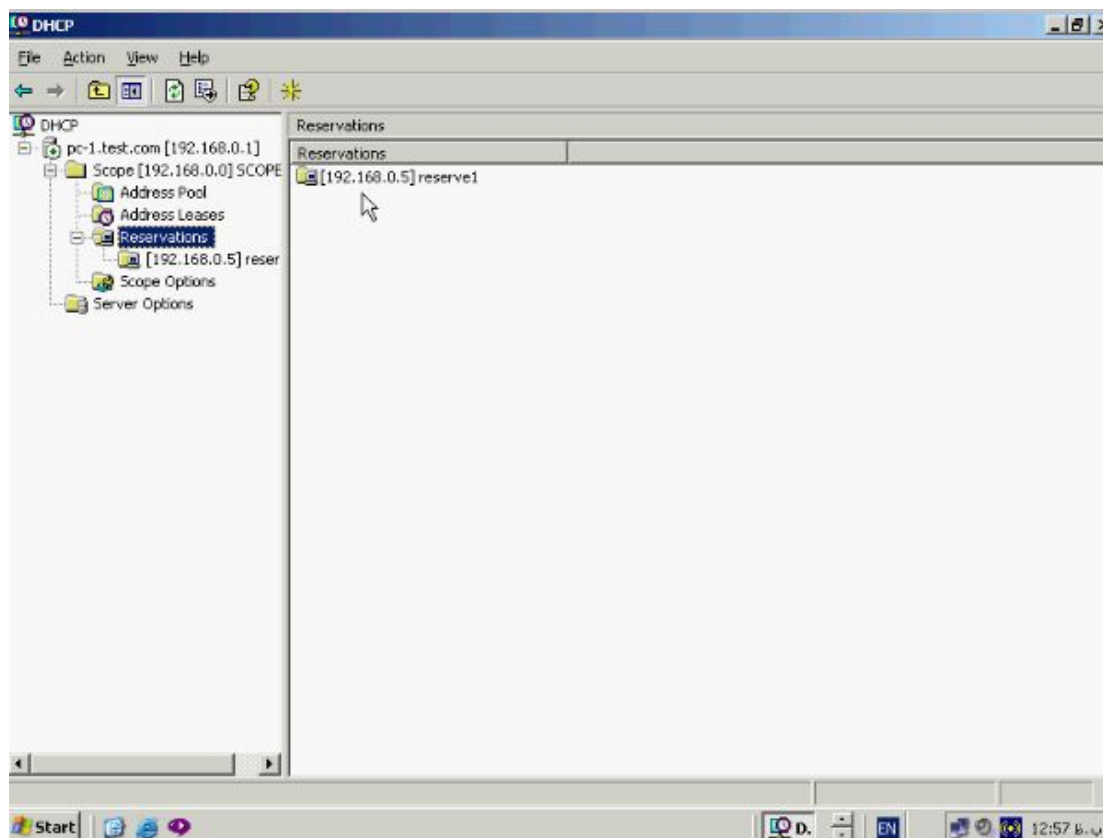 DHCP
File Action View Help
DHCP
pc-1.test.com [192.168.0.1]
Scope [192.168.0.0] SCOPE
Address Pool
Address Leases
Reservations
[192.168.0.5] reser
Scope Options
Server Options
Reservations
Reservations
[192.168.0.5] reserve1
Start
D.
EN
12:57